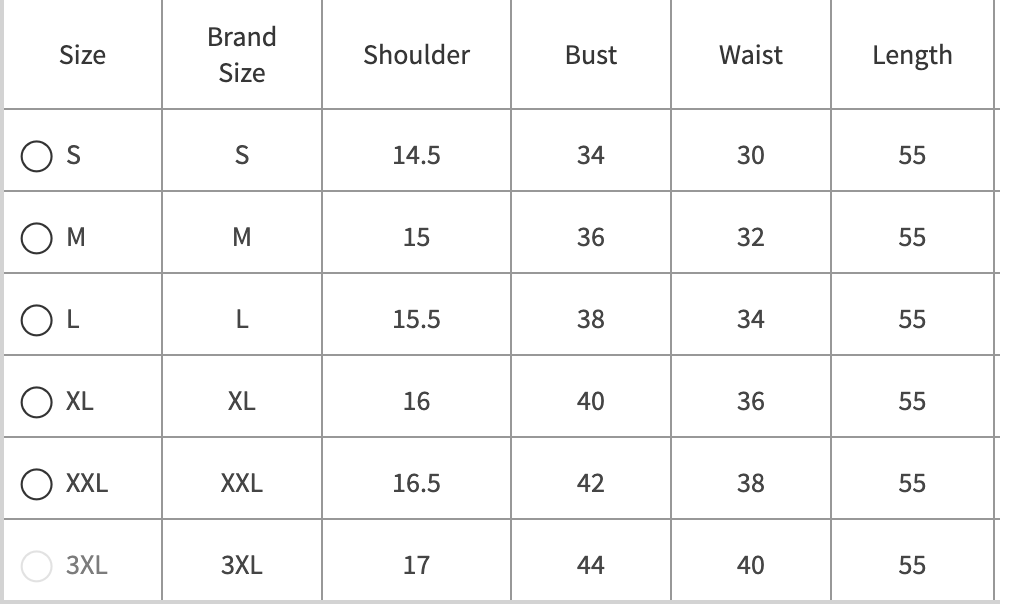 Size Brand Size Shoulder Bust Waist Length
S S 14.5 34 30 55
M M 15 36 32 55
L L 15.5 38 34 55
XL XL 16 40 36 55
XXL XXL 16.5 42 38 55
3XL 3XL 17 44 40 55